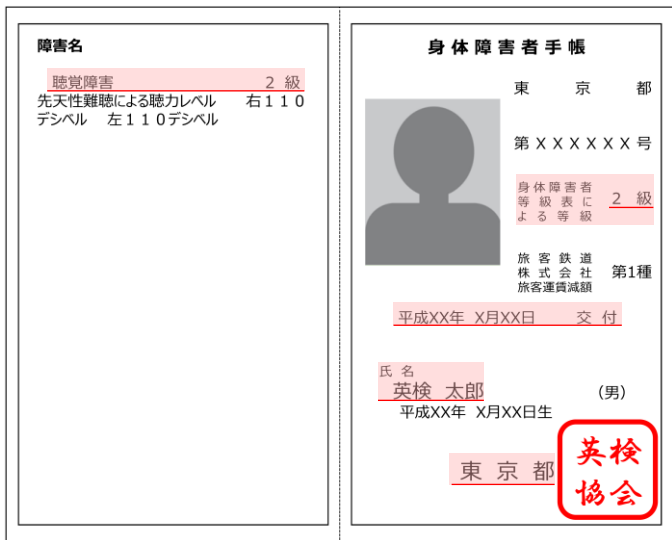 障害名
聴覚障害 2 級
先天性難聴による聴力レベル 右110
デシベル 左110デシベル
身体障害者手帳
東京都
第XXXXXX号
身体障害者
等級表に
よる等級
2 級
旅客鉄道
株式会社
旅客運賃減額
第1種
平成XX年 X月XX日 交付
氏名
英検 太郎 (男)
平成XX年 X月XX日生
東京都
英検
協会